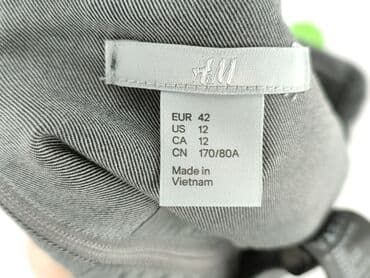 H&M
EUR 42
US 12
CA 12
CN 170/80A
Made in
Vietnam